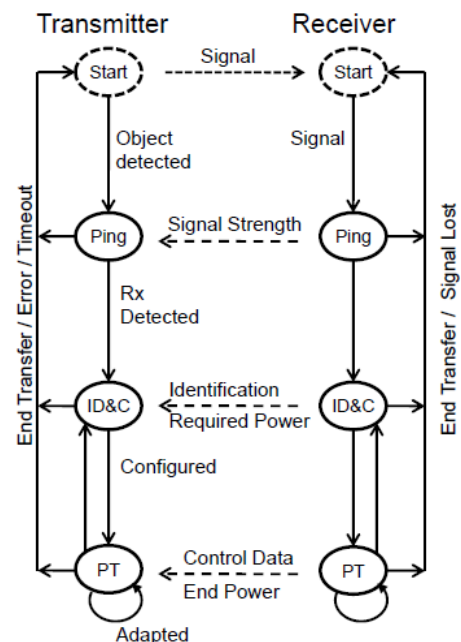 Transmitter Receiver
Start Signal Start
Object
detected
Signal
Ping Signal Strength Ping
Rx
Detected
ID&C Identification ID&C
Required Power
Configured
PT Control Data PT
End Power
Adapted
End Transfer / Error / Timeout
End Transfer / Signal Lost